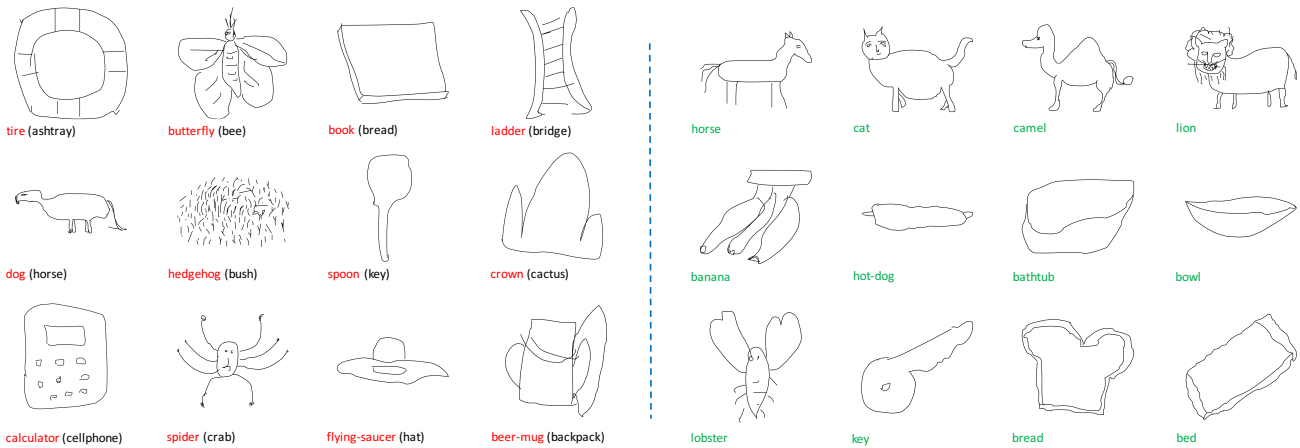 tire (ashtray)
butterfly (bee)
book (bread)
ladder (bridge)
horse
cat
camel
lion
dog (horse)
hedgehog (bush)
spoon (key)
crown (cactus)
banana
hot-dog
bathtub
bowl
calculator (cellphone)
spider (crab)
flying-saucer (hat)
beer-mug (backpack)
lobster
key
bread
bed